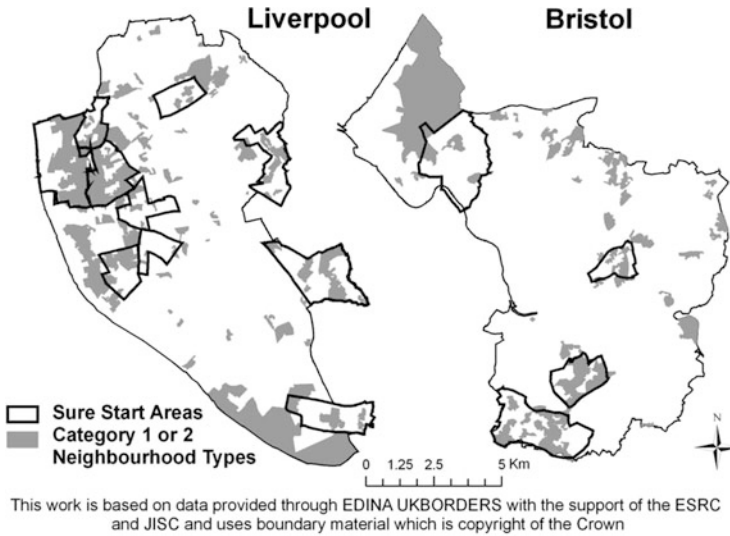 Liverpool
Bristol
Sure Start Areas
Category 1 or 2
Neighbourhood Types
0 1.25 2.5 5 Km
N
This work is based on data provided through EDINA UKBORDERS with the support of the ESRC
and JISC and uses boundary material which is copyright of the Crown